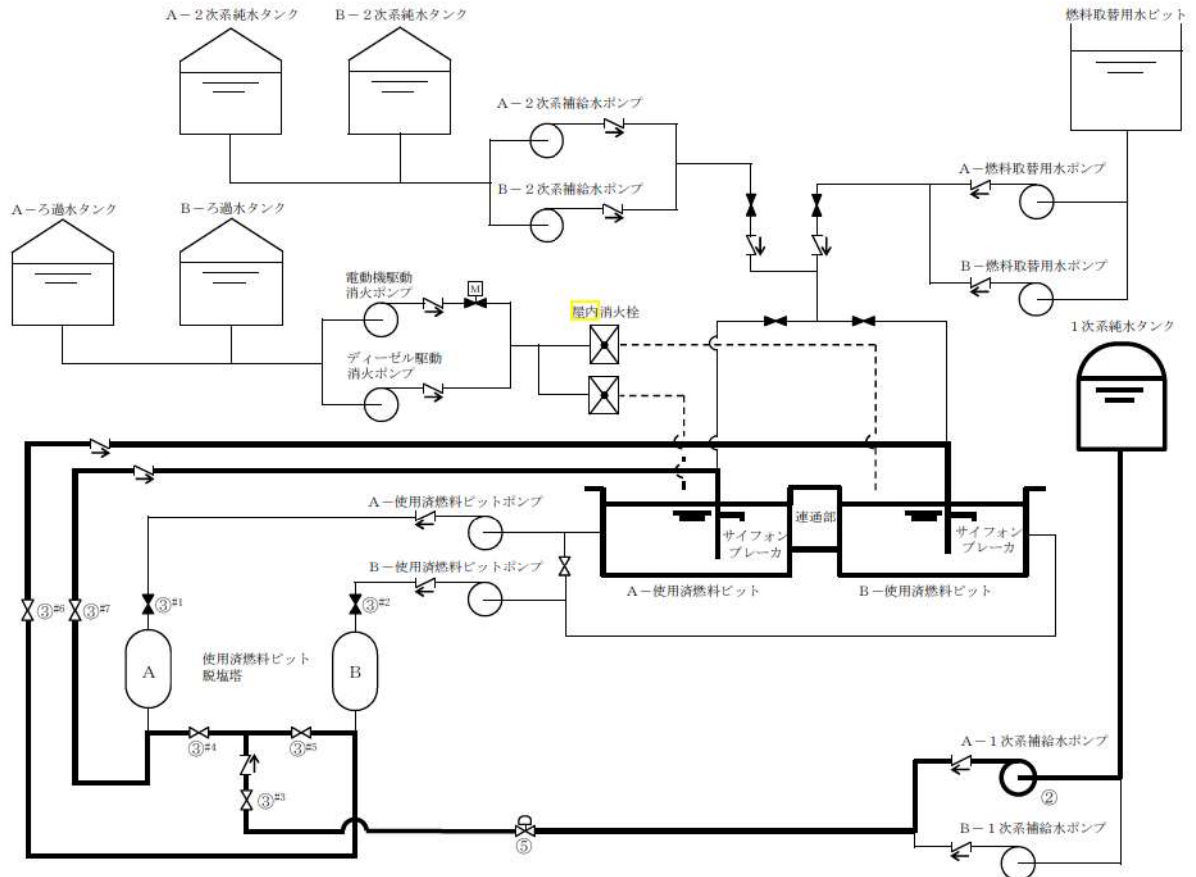 A－2次系純水タンク
B－2次系純水タンク
燃料取替用水ピット
A－2次系補給水ポンプ
A－燃料取替用水ポンプ
B－2次系補給水ポンプ
A－ろ過水タンク
B－ろ過水タンク
B－燃料取替用水ポンプ
電動機駆動
消火ポンプ
M
屋内消火栓
1次系純水タンク
ディーゼル駆動
消火ポンプ
A－使用済燃料ピットポンプ
連通部
サイフォン
ブレーカ
サイフォン
ブレーカ
B－使用済燃料ピットポンプ
A－使用済燃料ピット
B－使用済燃料ピット
③#6
③#7
③#1
③#2
A
使用済燃料ピット
脱塩塔
B
③#4
③#5
A－1次系補給水ポンプ
③#3
②
⑤
B－1次系補給水ポンプ